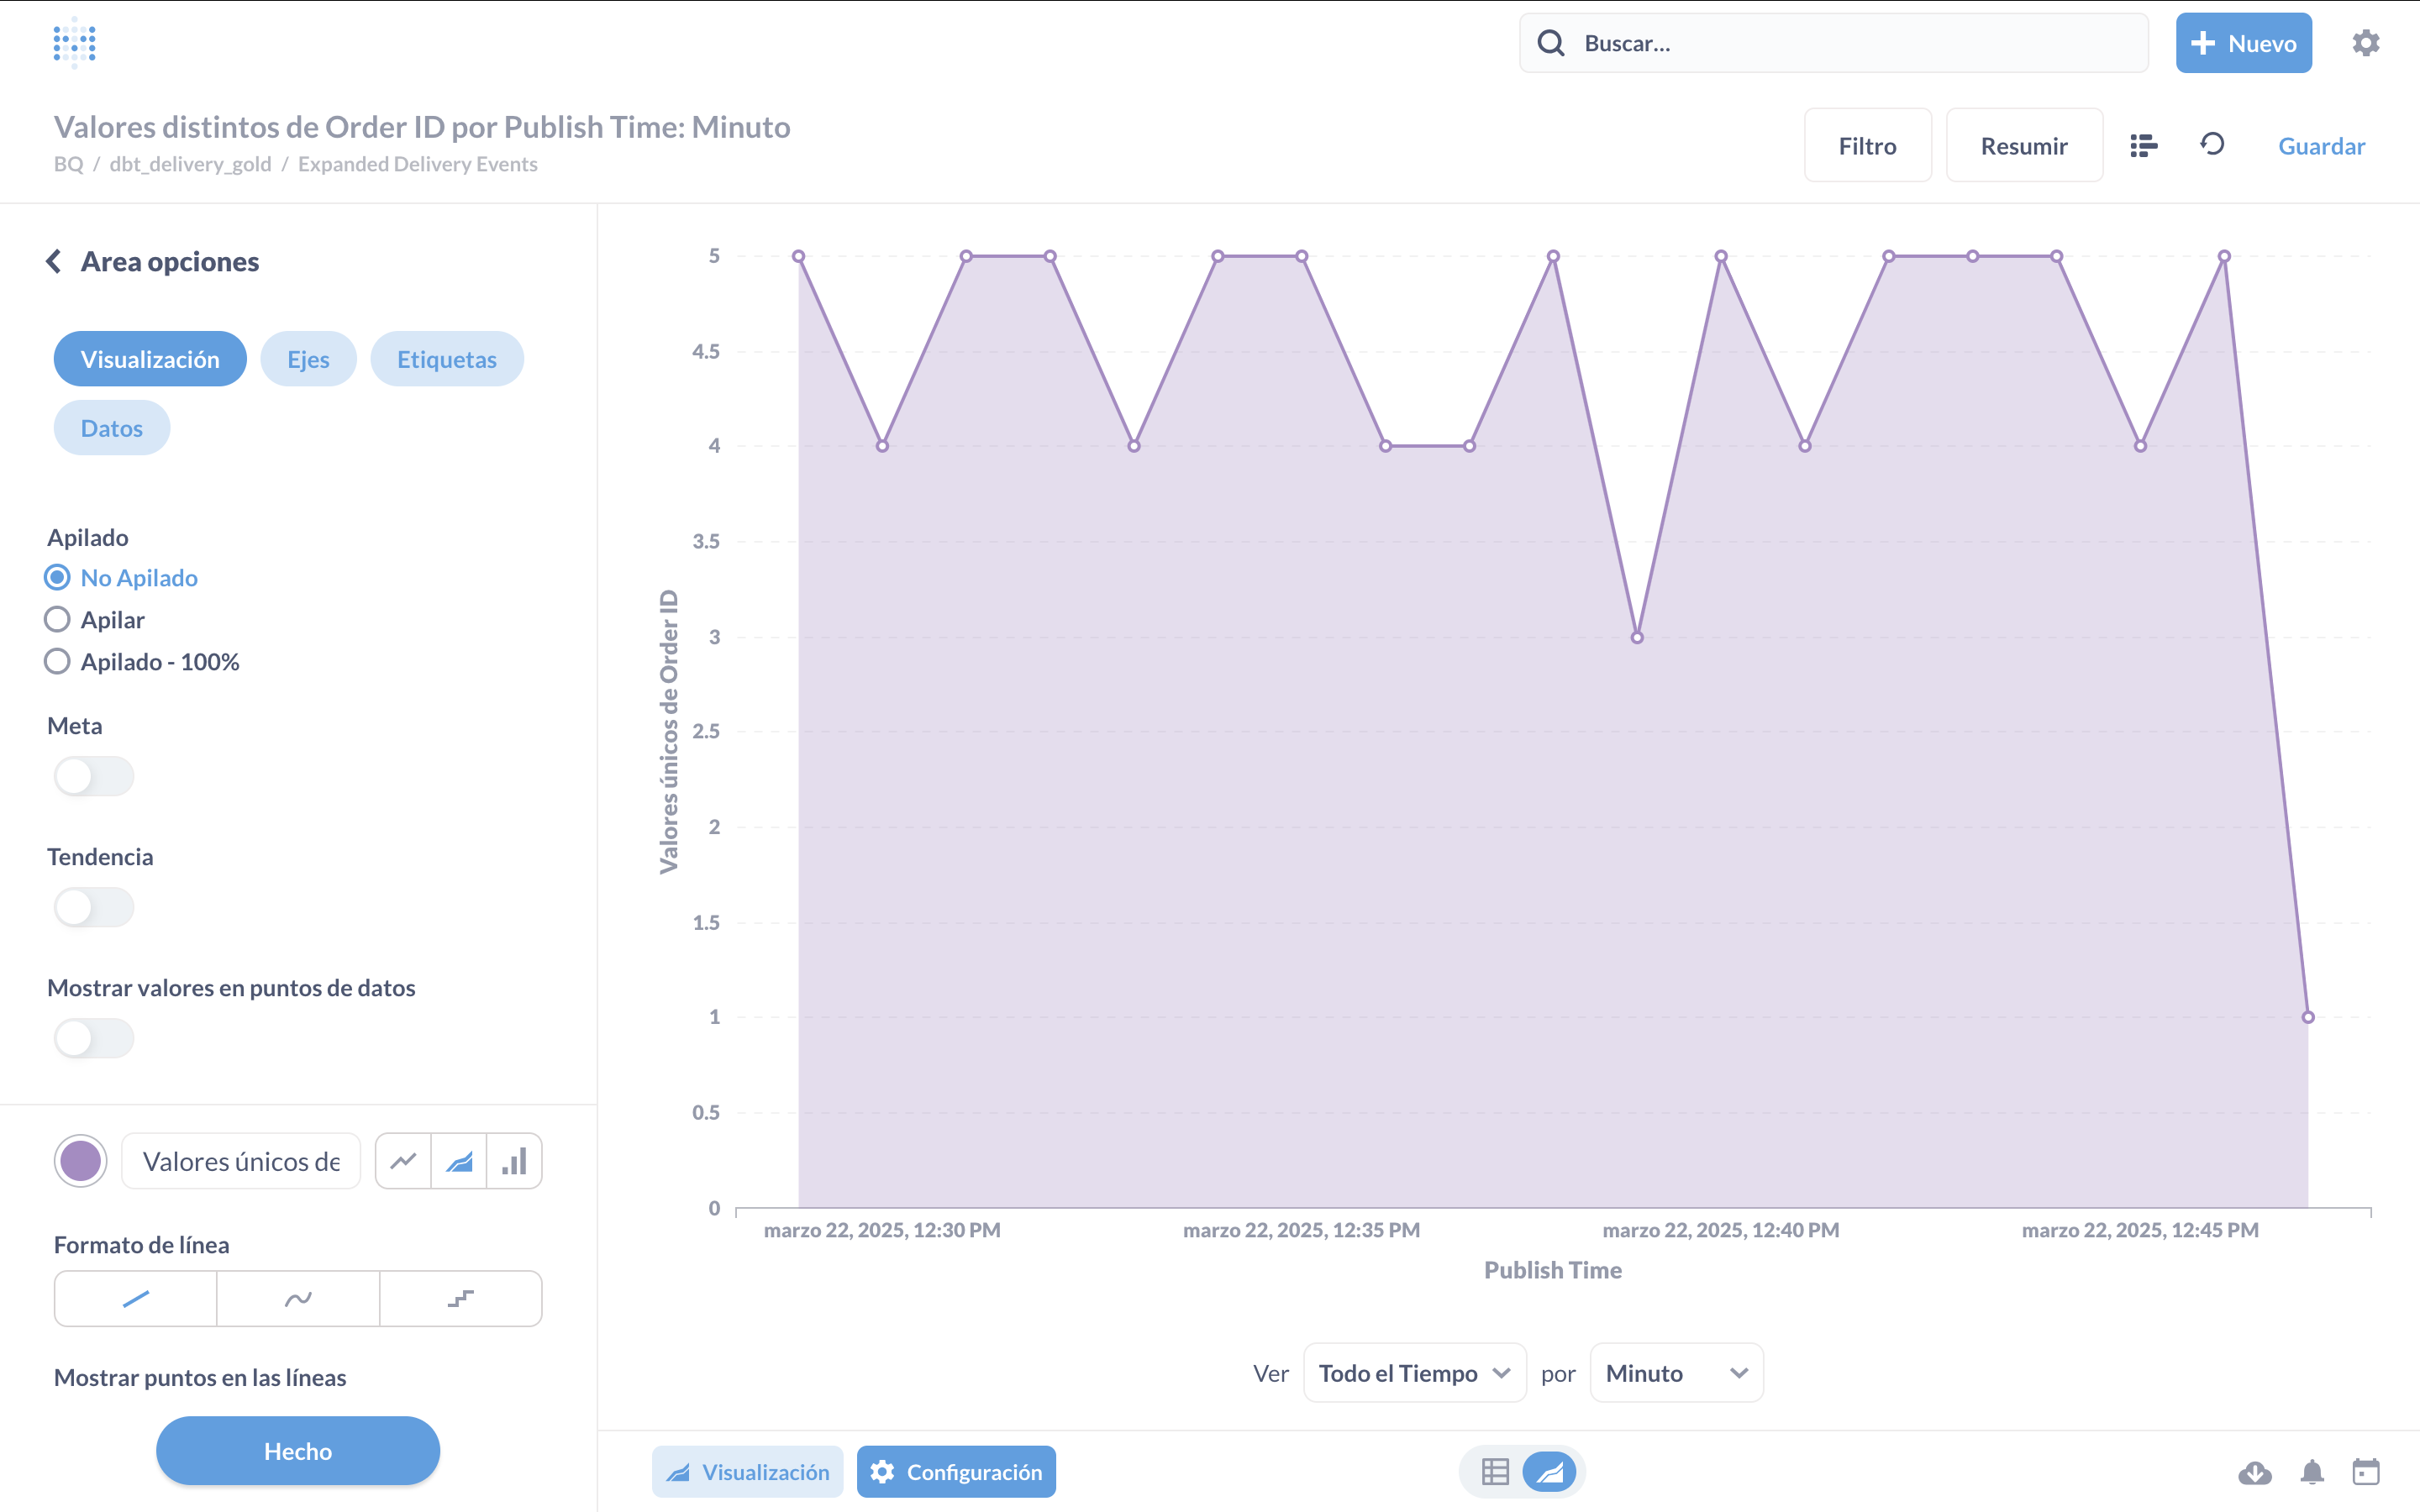 Buscar...
Nuevo
Valores distintos de Order ID por Publish Time: Minuto
BQ / dbt_delivery_gold / Expanded Delivery Events
Filtro
Resumir
Guardar
Area opciones
Visualización
Ejes
Etiquetas
Datos
Apilado
No Apilado
Apilar
Apilado - 100%
Meta
Tendencia
Mostrar valores en puntos de datos
Valores únicos de
Formato de línea
Mostrar puntos en las líneas
Hecho
Valores únicos de Order ID
5
4.5
4
3.5
3
2.5
2
1.5
1
0.5
0
marzo 22, 2025, 12:30 PM
marzo 22, 2025, 12:35 PM
marzo 22, 2025, 12:40 PM
marzo 22, 2025, 12:45 PM
Publish Time
Ver Todo el Tiempo por Minuto
Visualización
Configuración